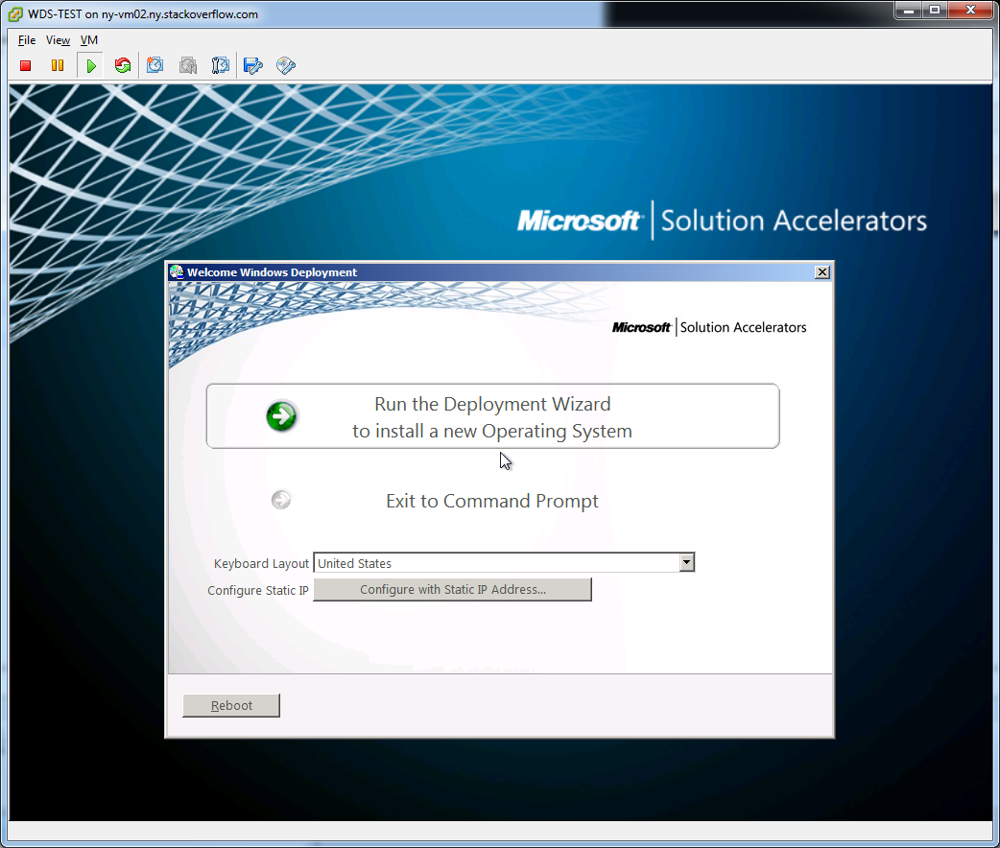 WDS-TEST on ny-vm02.ny.stackoverflow.com
File View VM
Microsoft Solution Accelerators
Welcome Windows Deployment
Microsoft Solution Accelerators
Run the Deployment Wizard
to install a new Operating System
Exit to Command Prompt
Keyboard Layout United States
Configure Static IP Configure with Static IP Address...
Reboot